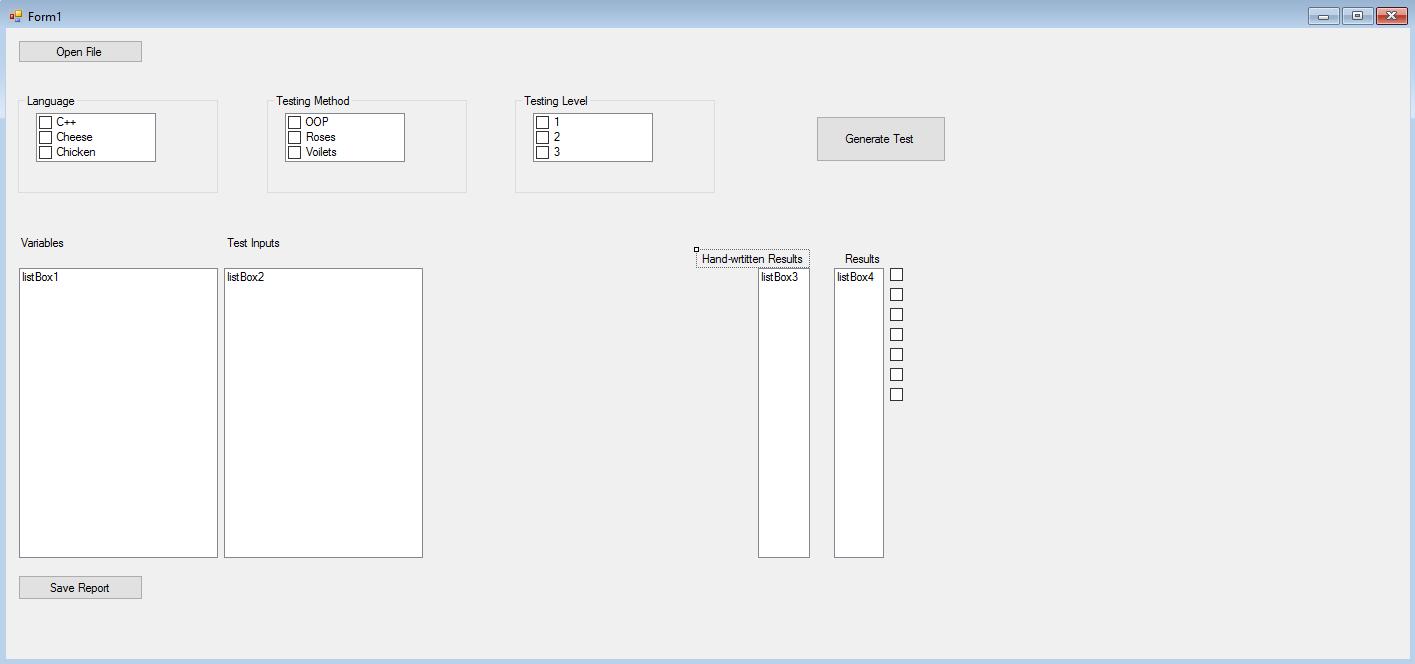 Form1
Open File
Language
C++
Cheese
Chicken
Testing Method
OOP
Roses
Voilets
Testing Level
1
2
3
Generate Test
Variables
listBox1
Test Inputs
listBox2
Hand-wrtitten Results
listBox3
Results
listBox4
Save Report